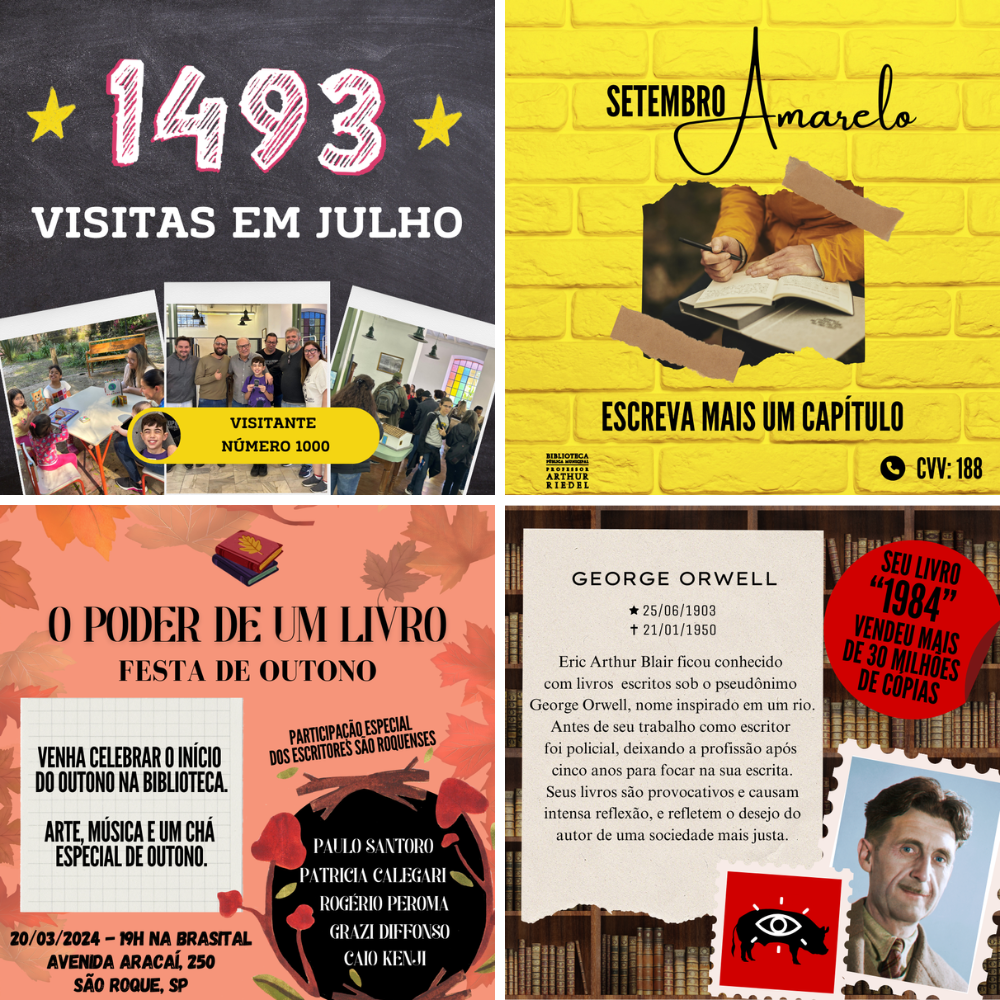 1493
VISITAS EM JULHO
VISITANTE
NÚMERO 1000
SETEMBRO Amarelo
ESCREVA MAIS UM CAPÍTULO
BIBLIOTECA
PÚBLICA MUNICIPAL
PROFESSOR
ARTHUR
RIEDEL
CVV: 188
O PODER DE UM LIVRO
FESTA DE OUTONO
VENHA CELEBRAR O INÍCIO
DO OUTONO NA BIBLIOTECA.
ARTE, MÚSICA E UM CHÁ
ESPECIAL DE OUTONO.
PARTICIPAÇÃO ESPECIAL
DOS ESCRITORES SÃO ROQUENSES
PAULO SANTORO
PATRICIA CALEGARI
ROGÉRIO PEROMA
GRAZI DIFFONSO
CAIO KENJI
20/03/2024 - 19H NA BRASITAL
AVENIDA ARACAÍ, 250
SÃO ROQUE, SP
GEORGE ORWELL
★ 25/06/1903
✝ 21/01/1950
Eric Arthur Blair ficou conhecido
com livros escritos sob o pseudônimo
George Orwell, nome inspirado em um rio.
Antes de seu trabalho como escritor
foi policial, deixando a profissão após
cinco anos para focar na sua escrita.
Seus livros são provocativos e causam
intensa reflexão, e refletem o desejo do
autor de uma sociedade mais justa.
SEU LIVRO
“1984”
VENDEU MAIS
DE 30 MILHÕES
DE COPIAS